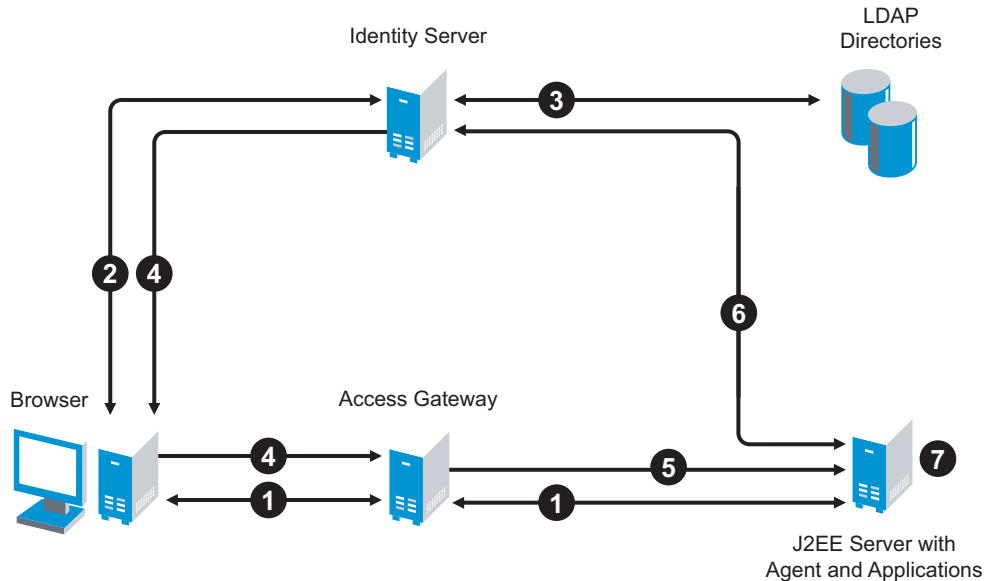 LDAP
Directories
Identity Server
3
2
4
6
Browser
Access Gateway
4
5
7
1
1
J2EE Server with
Agent and Applications